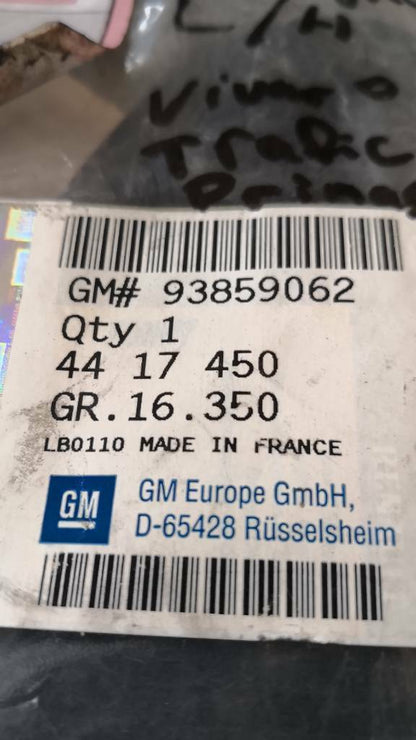 L/H
Vivaro
Trafic
GM# 93859062
Qty 1
44 17 450
GR.16.350
LB0110 MADE IN FRANCE
GM
GM Europe GmbH,
D-65428 Rüsselsheim